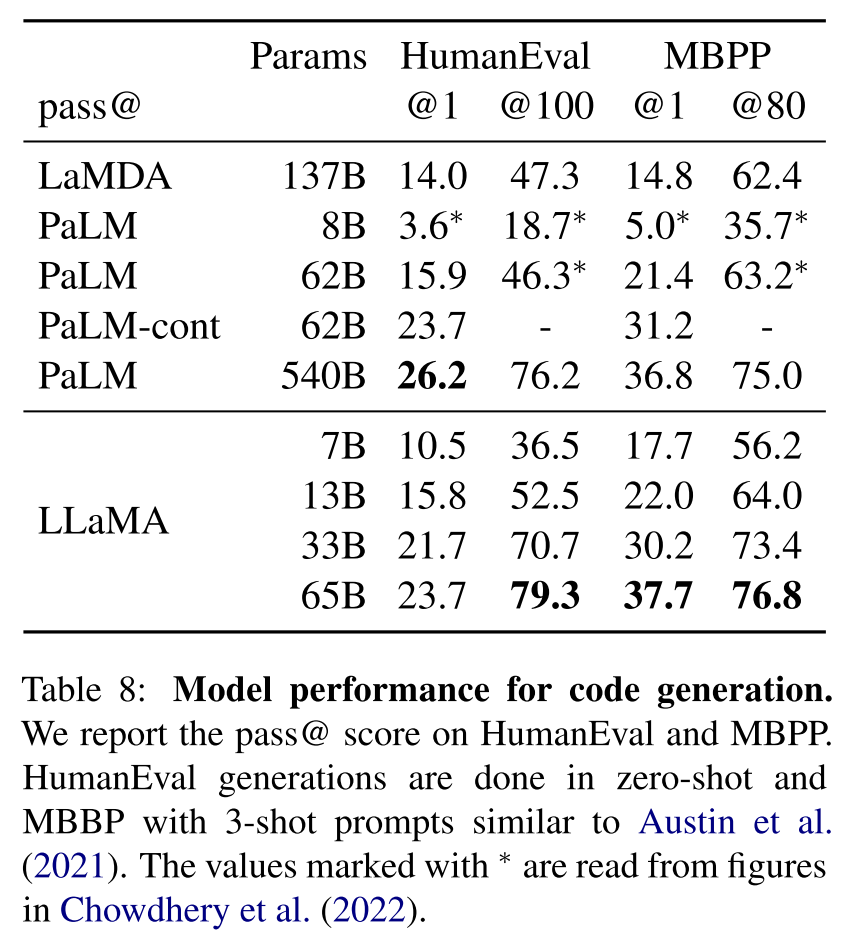 Params HumanEval MBPP
pass@ @1 @100 @1 @80
LaMDA 137B 14.0 47.3 14.8 62.4
PaLM 8B 3.6* 18.7* 5.0* 35.7*
PaLM 62B 15.9 46.3* 21.4 63.2*
PaLM-cont 62B 23.7 - 31.2 -
PaLM 540B 26.2 76.2 36.8 75.0
7B 10.5 36.5 17.7 56.2
13B 15.8 52.5 22.0 64.0
LLaMA
33B 21.7 70.7 30.2 73.4
65B 23.7 79.3 37.7 76.8
Table 8: Model performance for code generation.
We report the pass@ score on HumanEval and MBPP.
HumanEval generations are done in zero-shot and
MBBP with 3-shot prompts similar to Austin et al.
(2021). The values marked with * are read from figures
in Chowdhery et al. (2022).